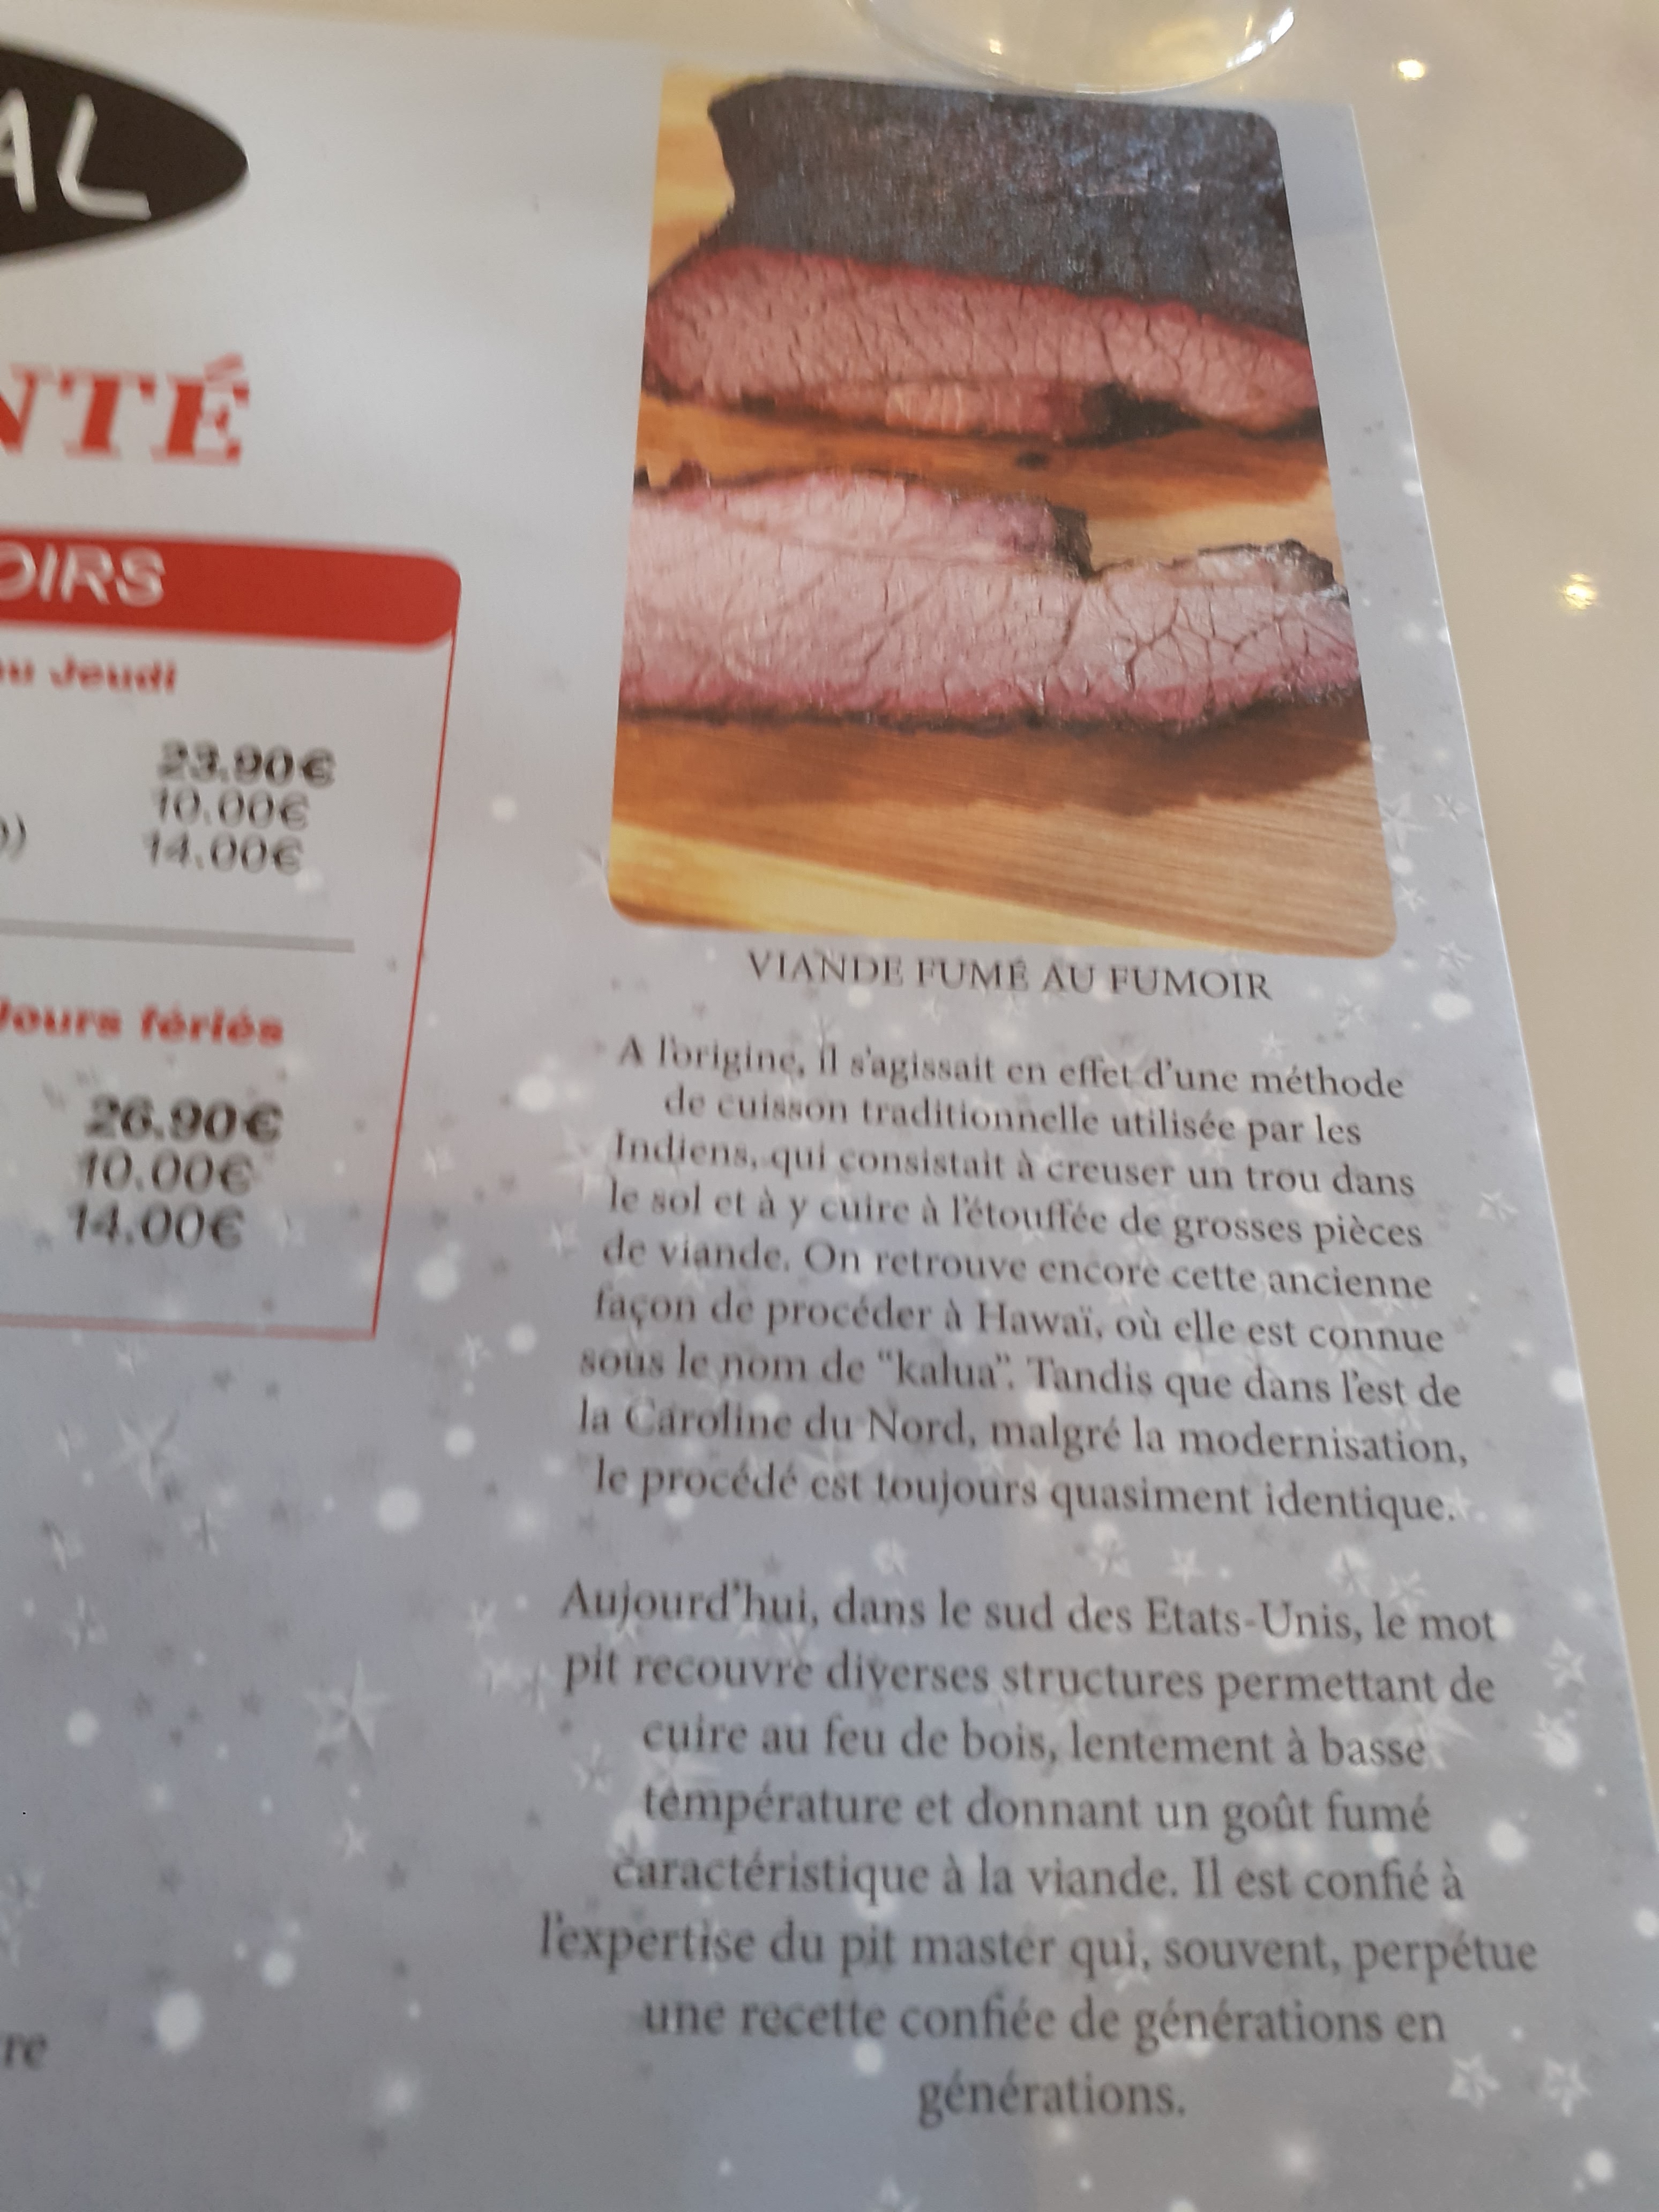 AL
NTÉ
OIRS
au Jeudi
23.90€
10.00€
14.00€
Jours fériés
26.90€
10.00€
14.00€
re
VIANDE FUMÉ AU FUMOIR
A l'origine, il s'agissait en effet d'une méthode
de cuisson traditionnelle utilisée par les
Indiens, qui consistait à creuser un trou dans
le sol et à y cuire à l'étouffée de grosses pièces
de viande. On retrouve encore cette ancienne
façon de procéder à Hawaï, où elle est connue
sous le nom de "kalua". Tandis que dans l'est de
la Caroline du Nord, malgré la modernisation,
le procédé est toujours quasiment identique.
Aujourd'hui, dans le sud des Etats-Unis, le mot
pit recouvre diverses structures permettant de
cuire au feu de bois, lentement à basse
température et donnant un goût fumé
caractéristique à la viande. Il est confié à
l'expertise du pit master qui, souvent, perpétue
une recette confiée de générations en
générations.